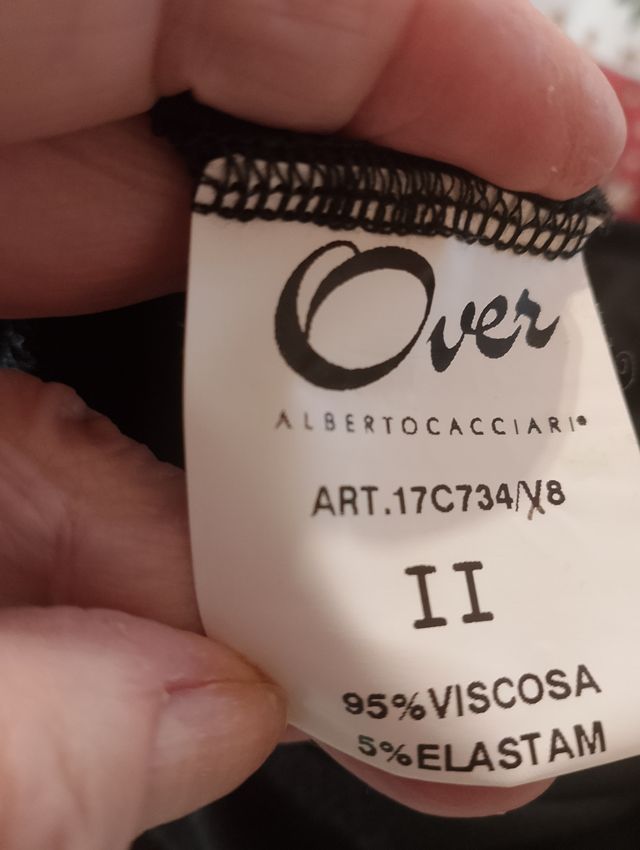 Over
ALBERTOCACCIARI®
ART.17C734/V8
II
95%VISCOSA
5%ELASTAM